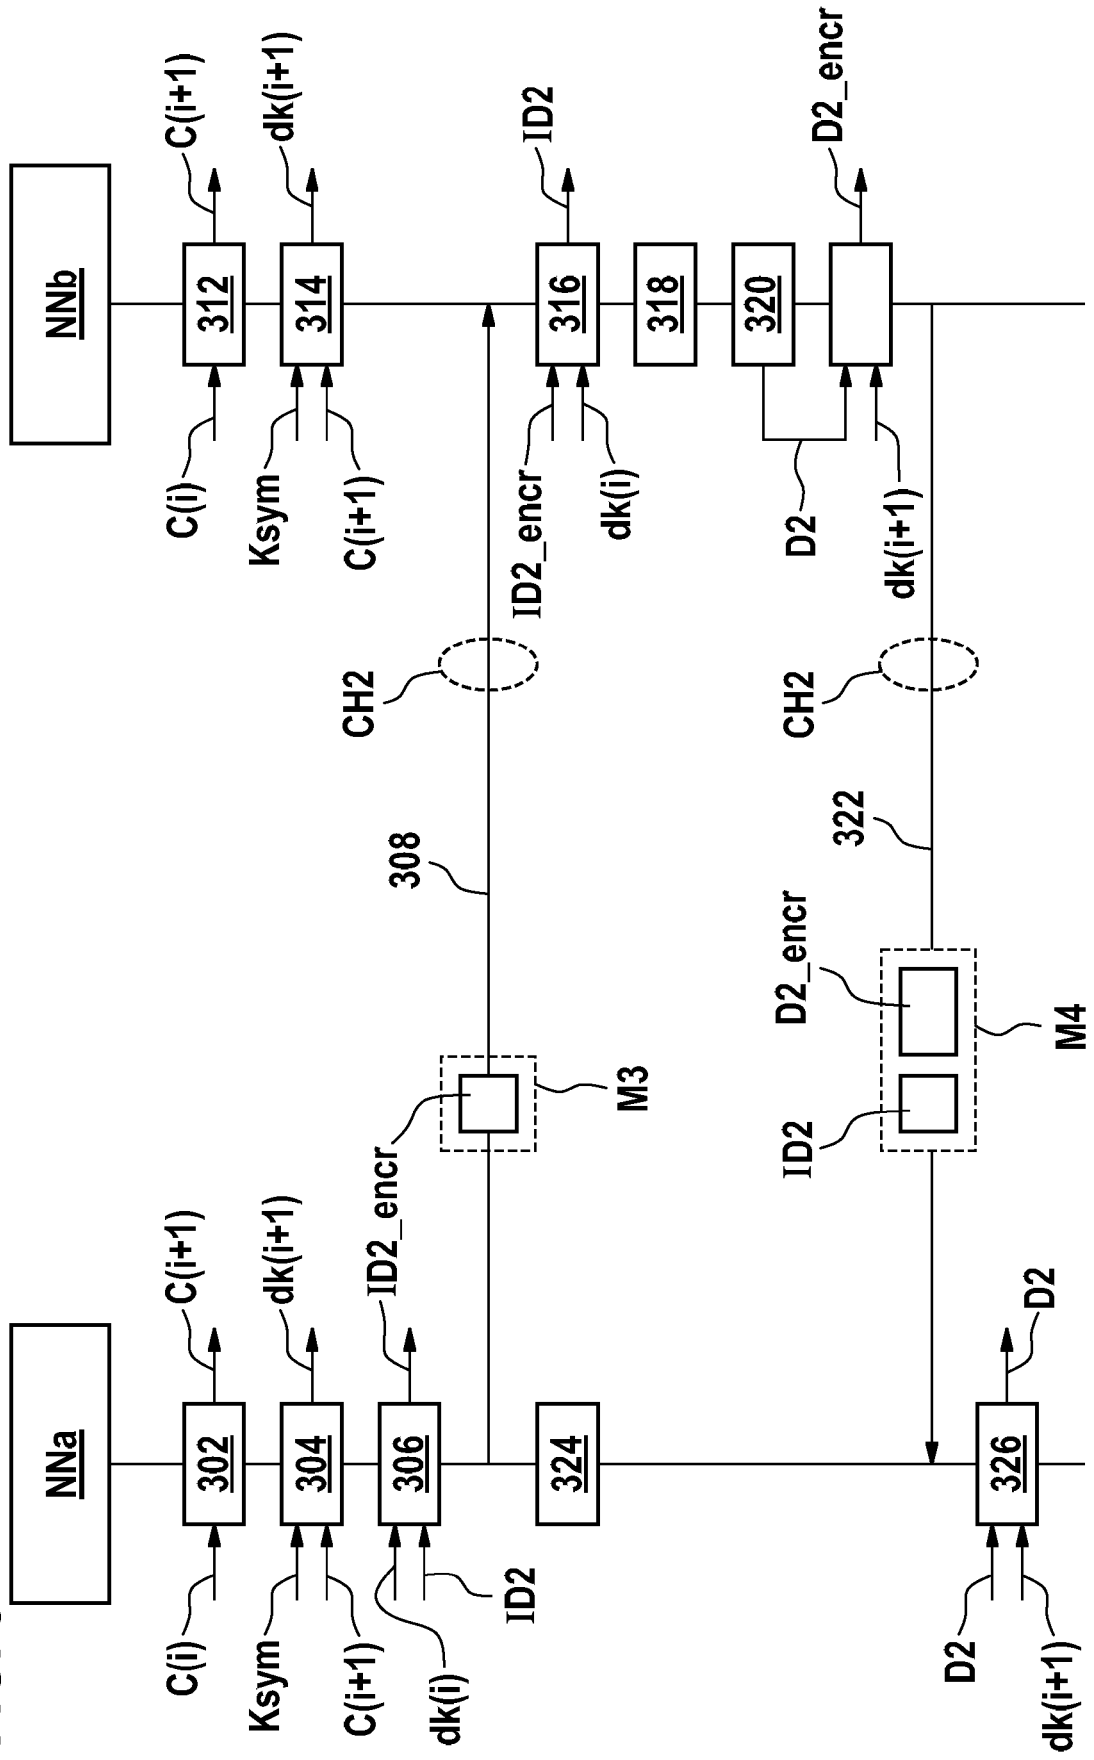 NNa
NNb
C(i)
302
C(i+1)
C(i)
312
C(i+1)
Ksym
C(i+1)
304
dk(i+1)
Ksym
C(i+1)
314
dk(i+1)
dk(i)
ID2
306
ID2_encr
M3
308
CH2
324
ID2_encr
dk(i)
316
ID2
318
320
D2
dk(i+1)
D2_encr
ID2
D2_encr
M4
322
CH2
D2
dk(i+1)
326
D2